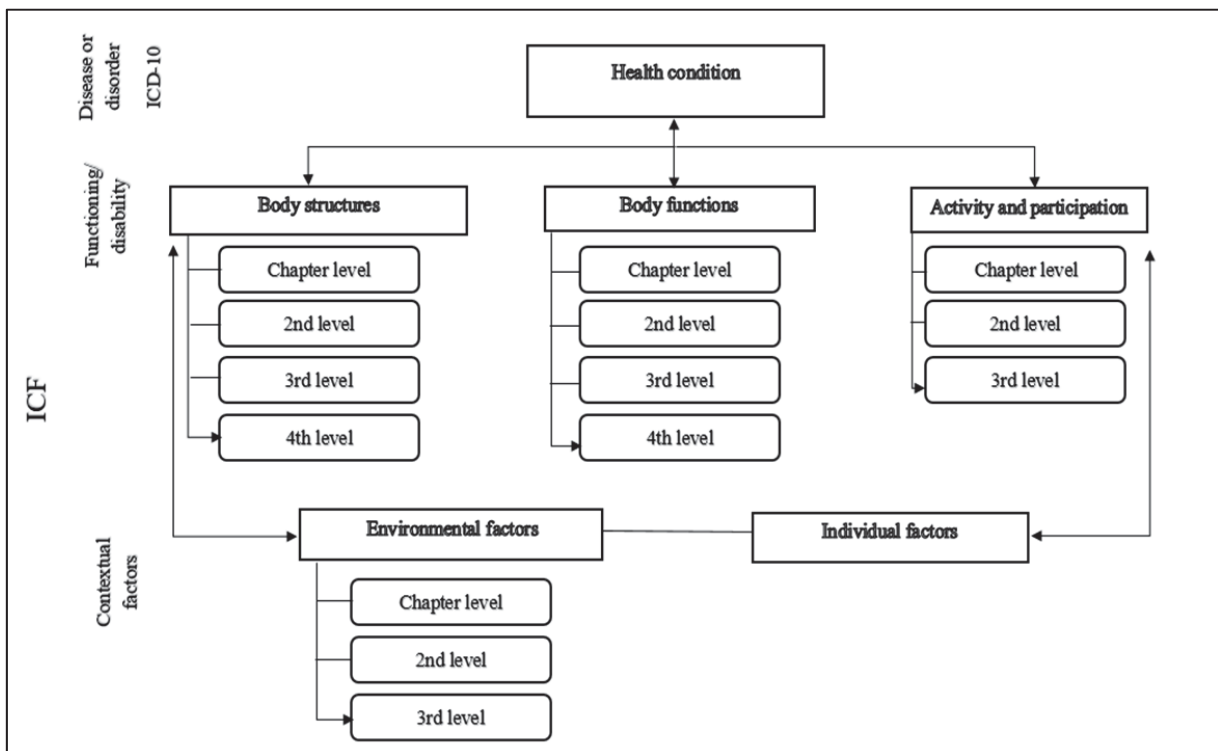 Disease or
disorder
ICD-10
Health condition
Functioning/
disability
Body structures
Body functions
Activity and participation
Chapter level
Chapter level
Chapter level
2nd level
2nd level
2nd level
3rd level
3rd level
3rd level
4th level
4th level
ICF
Contextual
factors
Environmental factors
Individual factors
Chapter level
2nd level
3rd level